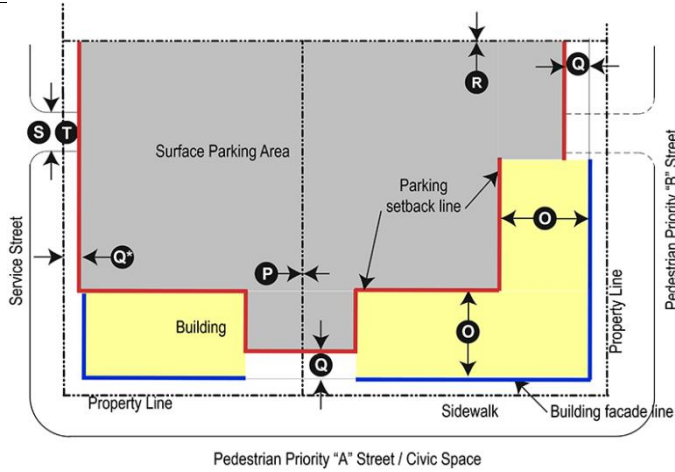 R
Q
S T
Surface Parking Area
Parking
setback line
O
Service Street
Q*
P
Pedestrian Priority "B" Street
Property Line
Building
O
Q
Property Line
Sidewalk
Building facade line
Pedestrian Priority "A" Street / Civic Space